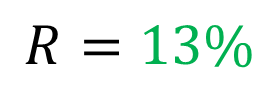 R = 13%